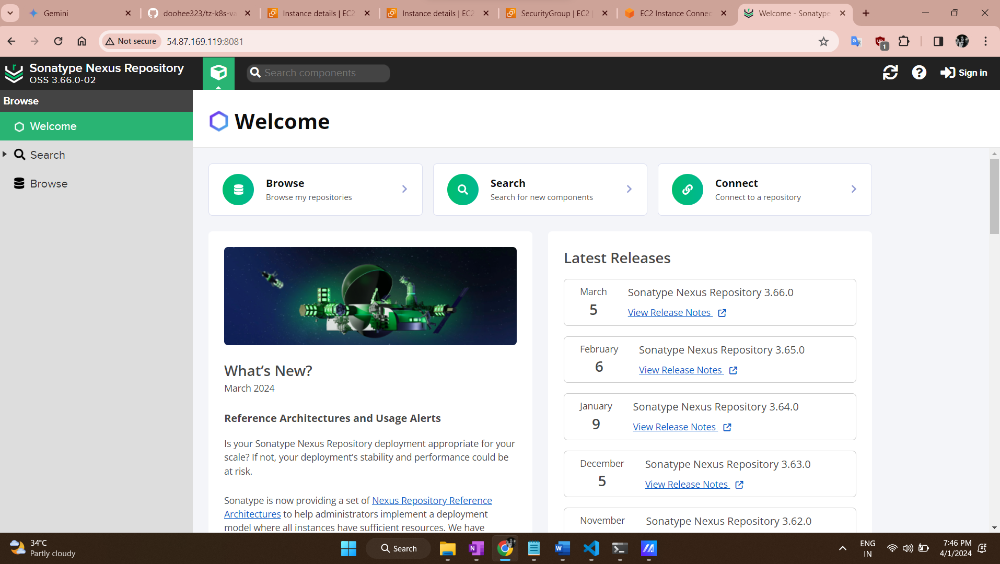 Gemini
doohee323/tz-k8s-va
Instance details | EC2
Instance details | EC2
SecurityGroup | EC2 |
EC2 Instance Connec
Welcome - Sonatype
Not secure
54.87.169.119:8081
1
Sonatype Nexus Repository
OSS 3.66.0-02
Search components
Sign in
Browse
Welcome
Search
Browse
Welcome
Browse
Browse my repositories
Search
Search for new components
Connect
Connect to a repository
What’s New?
March 2024
Reference Architectures and Usage Alerts
Is your Sonatype Nexus Repository deployment appropriate for your
scale? If not, your deployment’s stability and performance could be
at risk.
Sonatype is now providing a set of Nexus Repository Reference
Architectures to help administrators implement a deployment
model where all instances have sufficient resources. We have
Latest Releases
March
5
Sonatype Nexus Repository 3.66.0
View Release Notes
February
6
Sonatype Nexus Repository 3.65.0
View Release Notes
January
9
Sonatype Nexus Repository 3.64.0
View Release Notes
December
5
Sonatype Nexus Repository 3.63.0
View Release Notes
November
Sonatype Nexus Repository 3.62.0
34°C
Partly cloudy
Search
ENG
IN
7:46 PM
4/1/2024